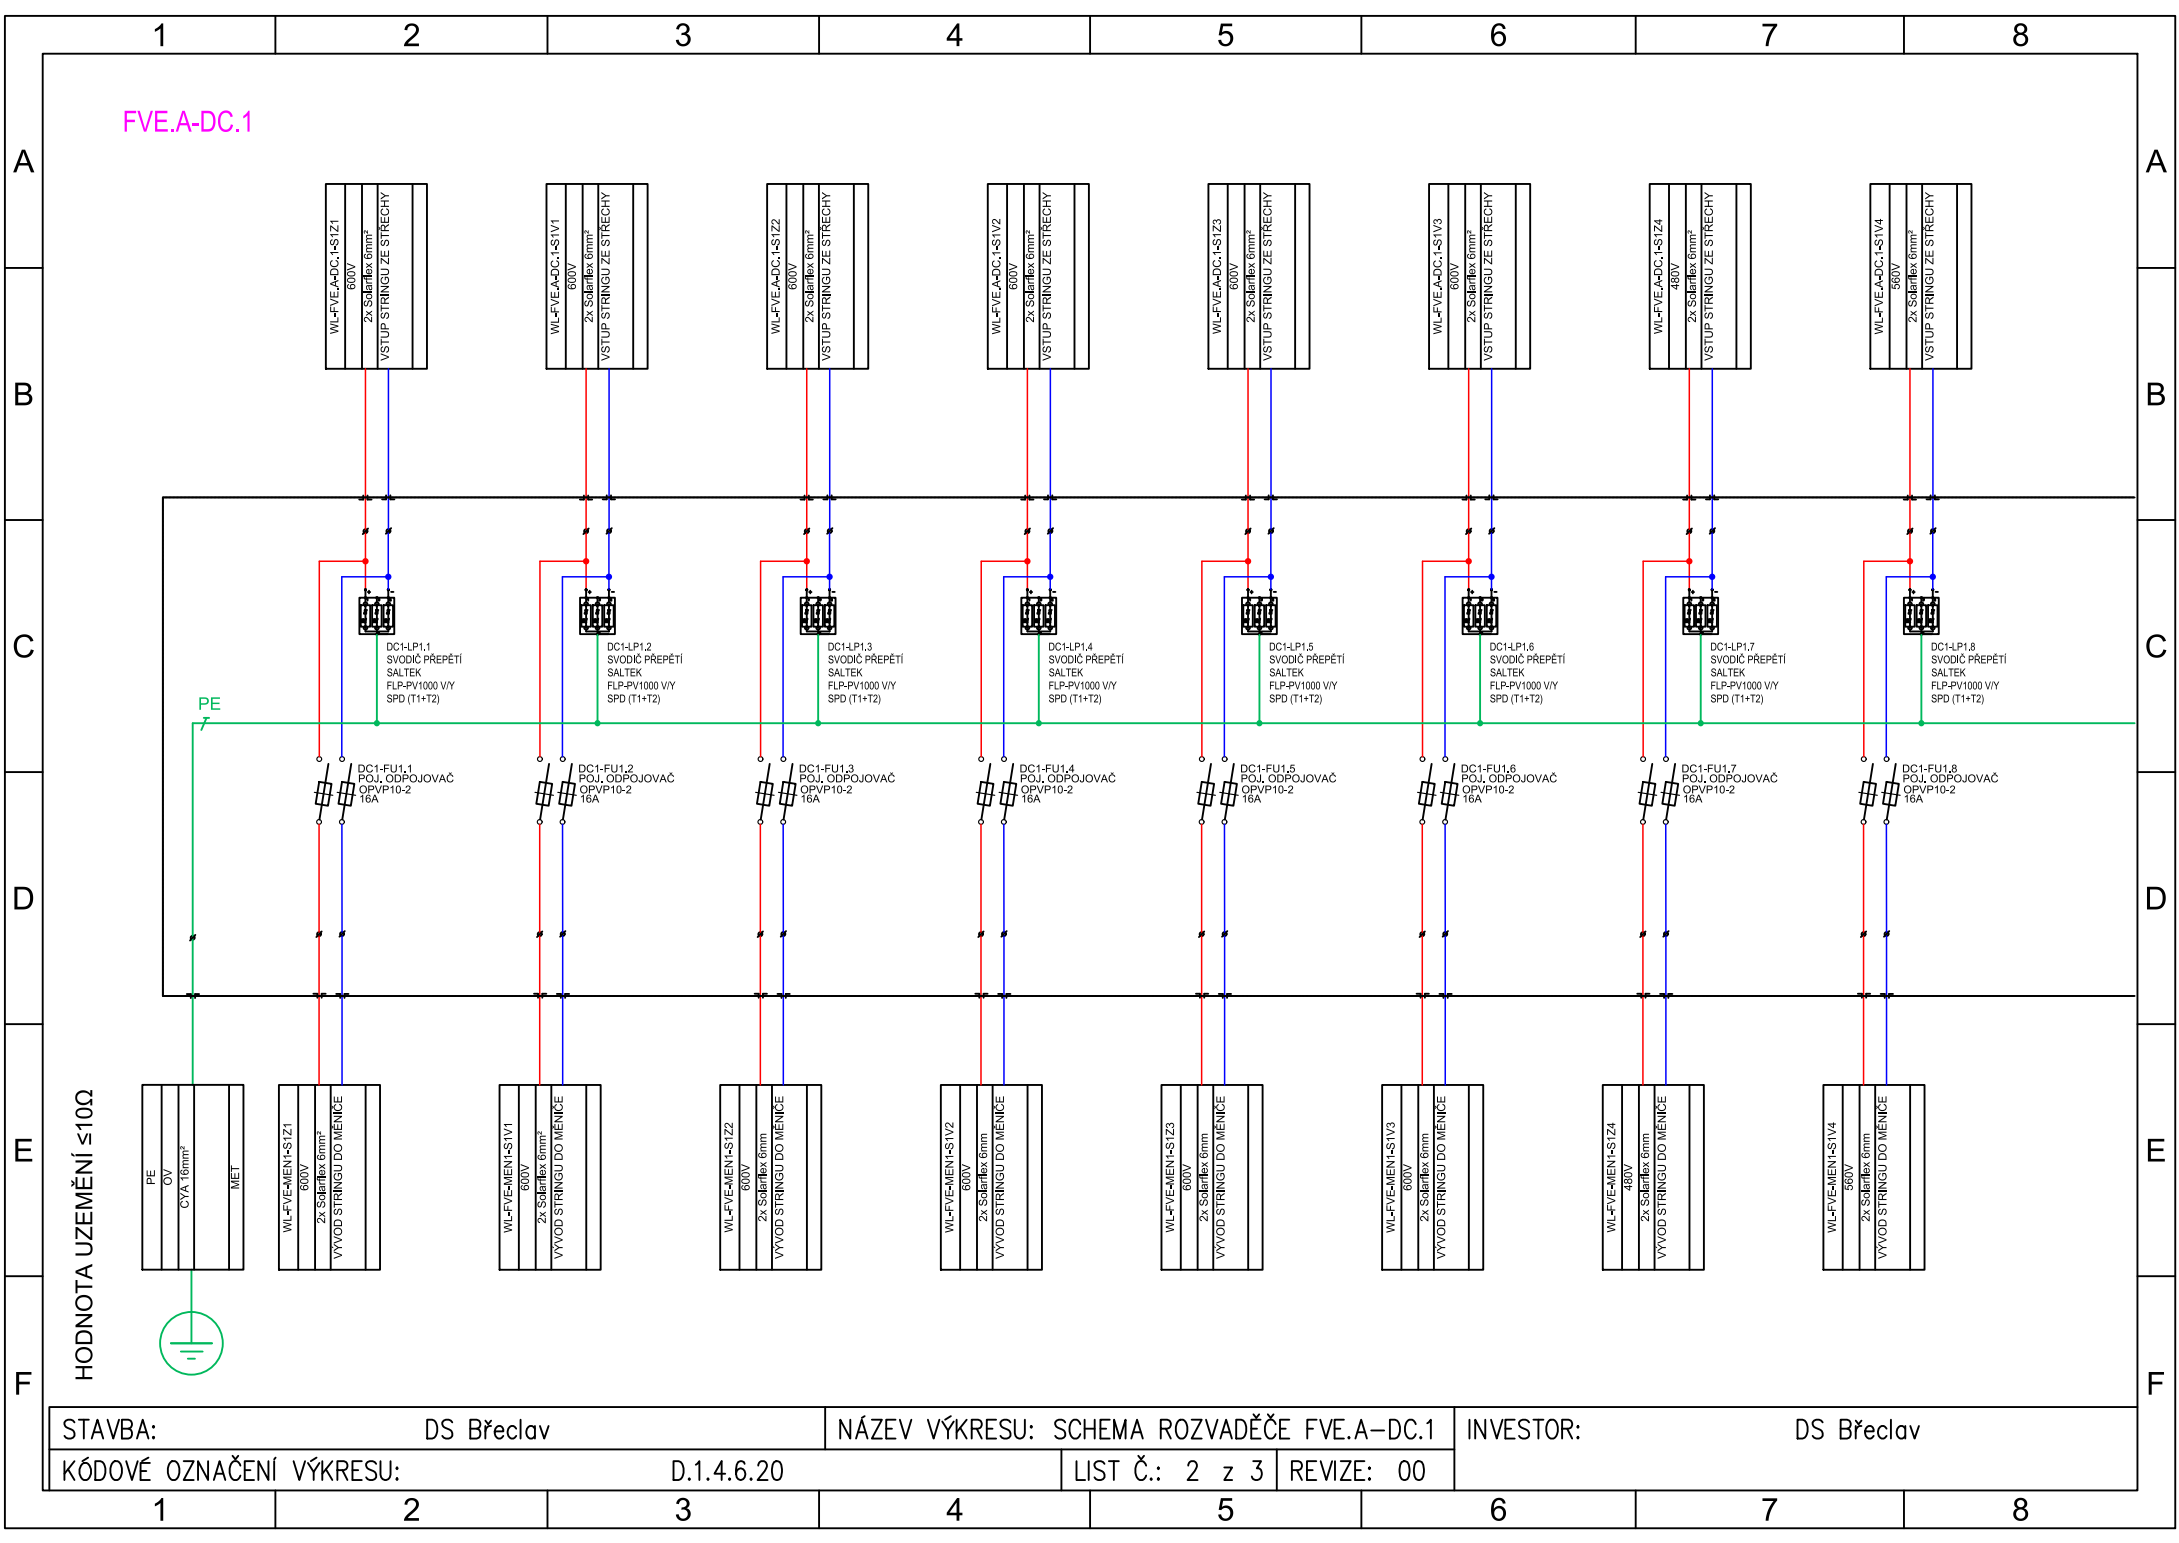 1 2 3 4 5 6 7 8
FVE.A-DC.1
A A
B B
C C
D D
E E
F F
WL-FVE.A-DC.1-S1Z1
600V
2x Solarflex 6mm²
VSTUP STRINGU ZE STŘECHY
WL-FVE.A-DC.1-S1V1
600V
2x Solarflex 6mm²
VSTUP STRINGU ZE STŘECHY
WL-FVE.A-DC.1-S1Z2
600V
2x Solarflex 6mm²
VSTUP STRINGU ZE STŘECHY
WL-FVE.A-DC.1-S1V2
600V
2x Solarflex 6mm²
VSTUP STRINGU ZE STŘECHY
WL-FVE.A-DC.1-S1Z3
600V
2x Solarflex 6mm²
VSTUP STRINGU ZE STŘECHY
WL-FVE.A-DC.1-S1V3
600V
2x Solarflex 6mm²
VSTUP STRINGU ZE STŘECHY
WL-FVE.A-DC.1-S1Z4
480V
2x Solarflex 6mm²
VSTUP STRINGU ZE STŘECHY
WL-FVE.A-DC.1-S1V4
560V
2x Solarflex 6mm²
VSTUP STRINGU ZE STŘECHY
DC1-LP1.1
SVODIČ PŘEPĚTÍ
SALTEK
FLP-PV1000 V/Y
SPD (T1+T2)
DC1-LP1.2
SVODIČ PŘEPĚTÍ
SALTEK
FLP-PV1000 V/Y
SPD (T1+T2)
DC1-LP1.3
SVODIČ PŘEPĚTÍ
SALTEK
FLP-PV1000 V/Y
SPD (T1+T2)
DC1-LP1.4
SVODIČ PŘEPĚTÍ
SALTEK
FLP-PV1000 V/Y
SPD (T1+T2)
DC1-LP1.5
SVODIČ PŘEPĚTÍ
SALTEK
FLP-PV1000 V/Y
SPD (T1+T2)
DC1-LP1.6
SVODIČ PŘEPĚTÍ
SALTEK
FLP-PV1000 V/Y
SPD (T1+T2)
DC1-LP1.7
SVODIČ PŘEPĚTÍ
SALTEK
FLP-PV1000 V/Y
SPD (T1+T2)
DC1-LP1.8
SVODIČ PŘEPĚTÍ
SALTEK
FLP-PV1000 V/Y
SPD (T1+T2)
PE
DC1-FU1.1
POJ. ODPOJOVAČ
OPVP10-2
16A
DC1-FU1.2
POJ. ODPOJOVAČ
OPVP10-2
16A
DC1-FU1.3
POJ. ODPOJOVAČ
OPVP10-2
16A
DC1-FU1.4
POJ. ODPOJOVAČ
OPVP10-2
16A
DC1-FU1.5
POJ. ODPOJOVAČ
OPVP10-2
16A
DC1-FU1.6
POJ. ODPOJOVAČ
OPVP10-2
16A
DC1-FU1.7
POJ. ODPOJOVAČ
OPVP10-2
16A
DC1-FU1.8
POJ. ODPOJOVAČ
OPVP10-2
16A
HODNOTA UZEMĚNÍ ≤10Ω
PE
OV
CYA 16mm²
MET
WL-FVE-MEN1-S1Z1
600V
2x Solarflex 6mm²
VÝVOD STRINGU DO MĚNIČE
WL-FVE-MEN1-S1V1
600V
2x Solarflex 6mm²
VÝVOD STRINGU DO MĚNIČE
WL-FVE-MEN1-S1Z2
600V
2x Solarflex 6mm
VÝVOD STRINGU DO MĚNIČE
WL-FVE-MEN1-S1V2
600V
2x Solarflex 6mm
VÝVOD STRINGU DO MĚNIČE
WL-FVE-MEN1-S1Z3
600V
2x Solarflex 6mm
VÝVOD STRINGU DO MĚNIČE
WL-FVE-MEN1-S1V3
600V
2x Solarflex 6mm
VÝVOD STRINGU DO MĚNIČE
WL-FVE-MEN1-S1Z4
480V
2x Solarflex 6mm
VÝVOD STRINGU DO MĚNIČE
WL-FVE-MEN1-S1V4
560V
2x Solarflex 6mm
VÝVOD STRINGU DO MĚNIČE
STAVBA: DS Břeclav
NÁZEV VÝKRESU: SCHEMA ROZVADĚČE FVE.A-DC.1
INVESTOR: DS Břeclav
KÓDOVÉ OZNAČENÍ VÝKRESU: D.1.4.6.20
LIST Č.: 2 z 3
REVIZE: 00
1 2 3 4 5 6 7 8